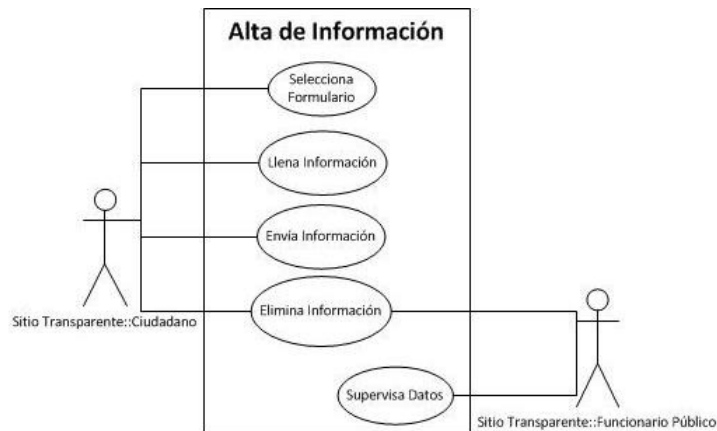 Alta de Información
Selecciona
Formulario
Llena Información
Envía Información
Elimina Información
Sitio Transparente::Ciudadano
Supervisa Datos
Sitio Transparente::Funcionario Público